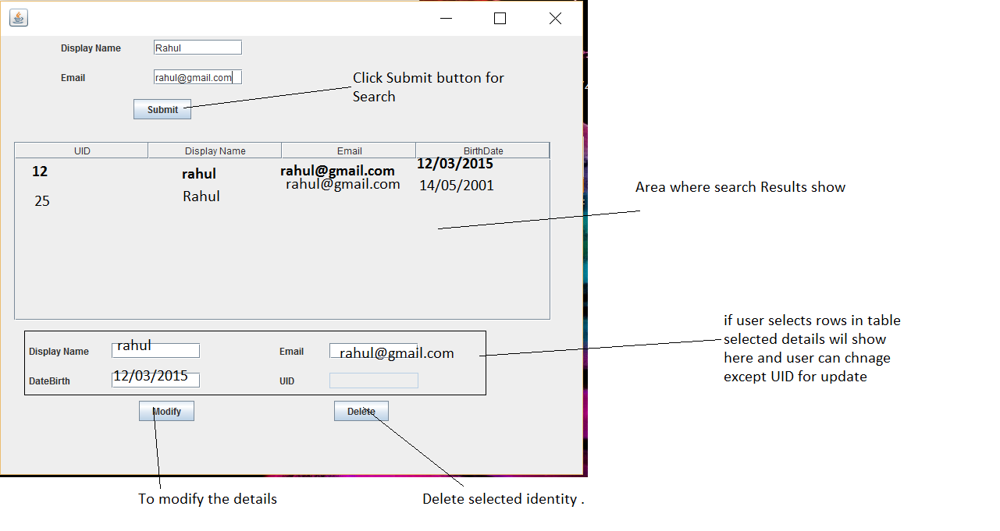 Display Name Rahul
Email rahul@gmail.com
Click Submit button for
Search
Submit
UID Display Name Email BirthDate
12 rahul rahul@gmail.com 12/03/2015
25 Rahul rahul@gmail.com 14/05/2001
Area where search Results show
if user selects rows in table
selected details wil show
here and user can chnage
except UID for update
Display Name rahul Email rahul@gmail.com
DateBirth 12/03/2015 UID
Modify Delete
To modify the details Delete selected identity .